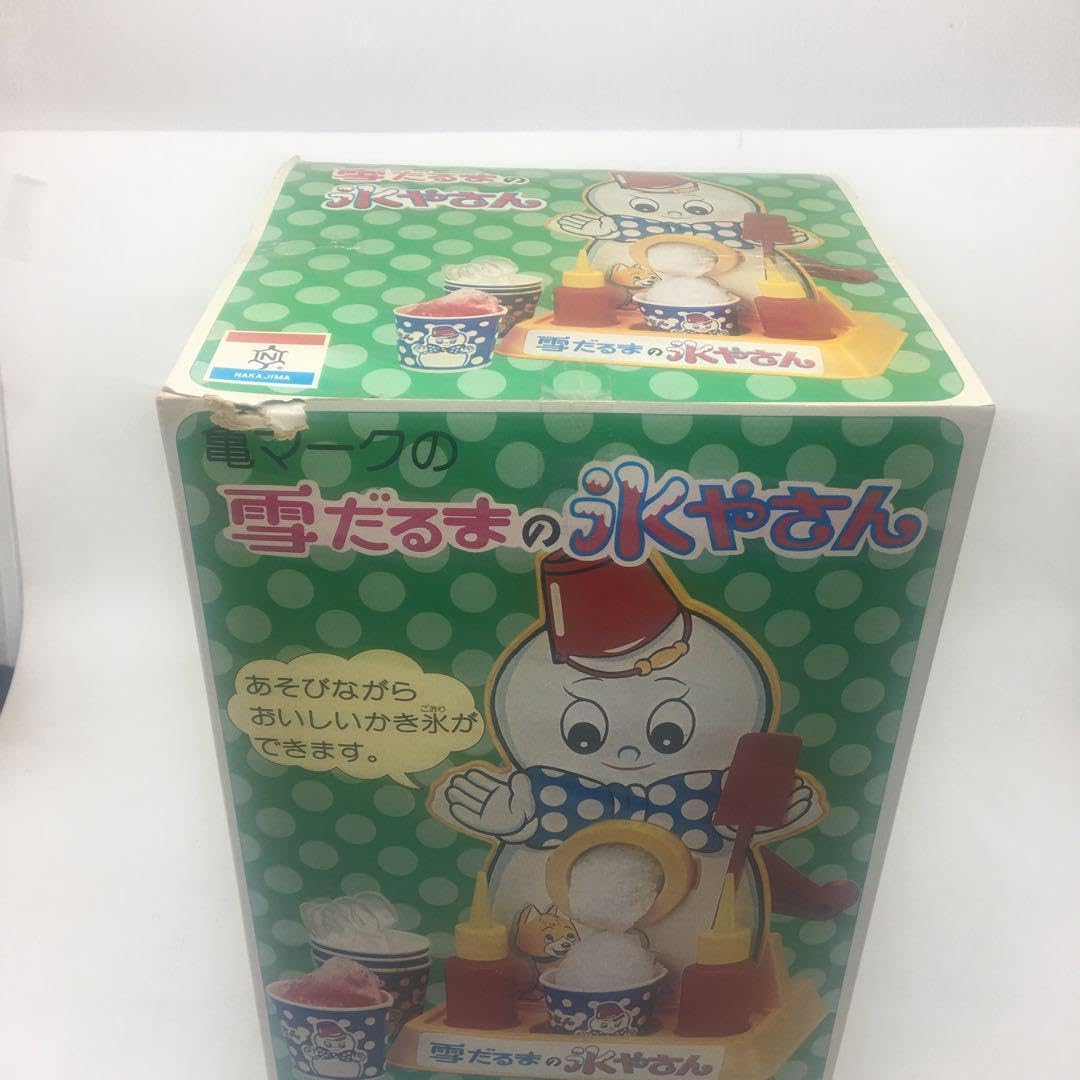 雪だるまの
氷やさん
雪だるまの氷やさん
NAKAJIMA
亀マークの
雪だるまの氷やさん
あそびながら
おいしいかき氷が
ごおり
できます。
雪だるまの氷やさん